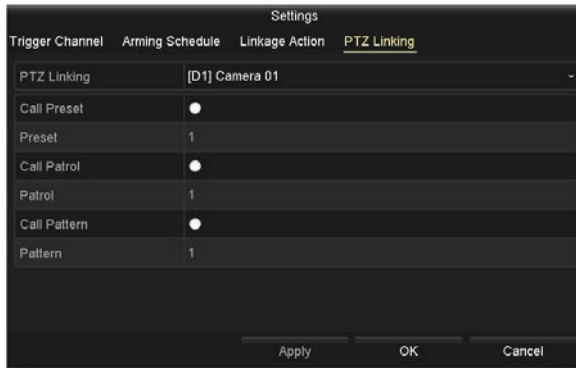 Settings
Trigger Channel Arming Schedule Linkage Action PTZ Linking
PTZ Linking [D1] Camera 01
Call Preset
Preset 1
Call Patrol
Patrol 1
Call Pattern
Pattern 1
Apply OK Cancel